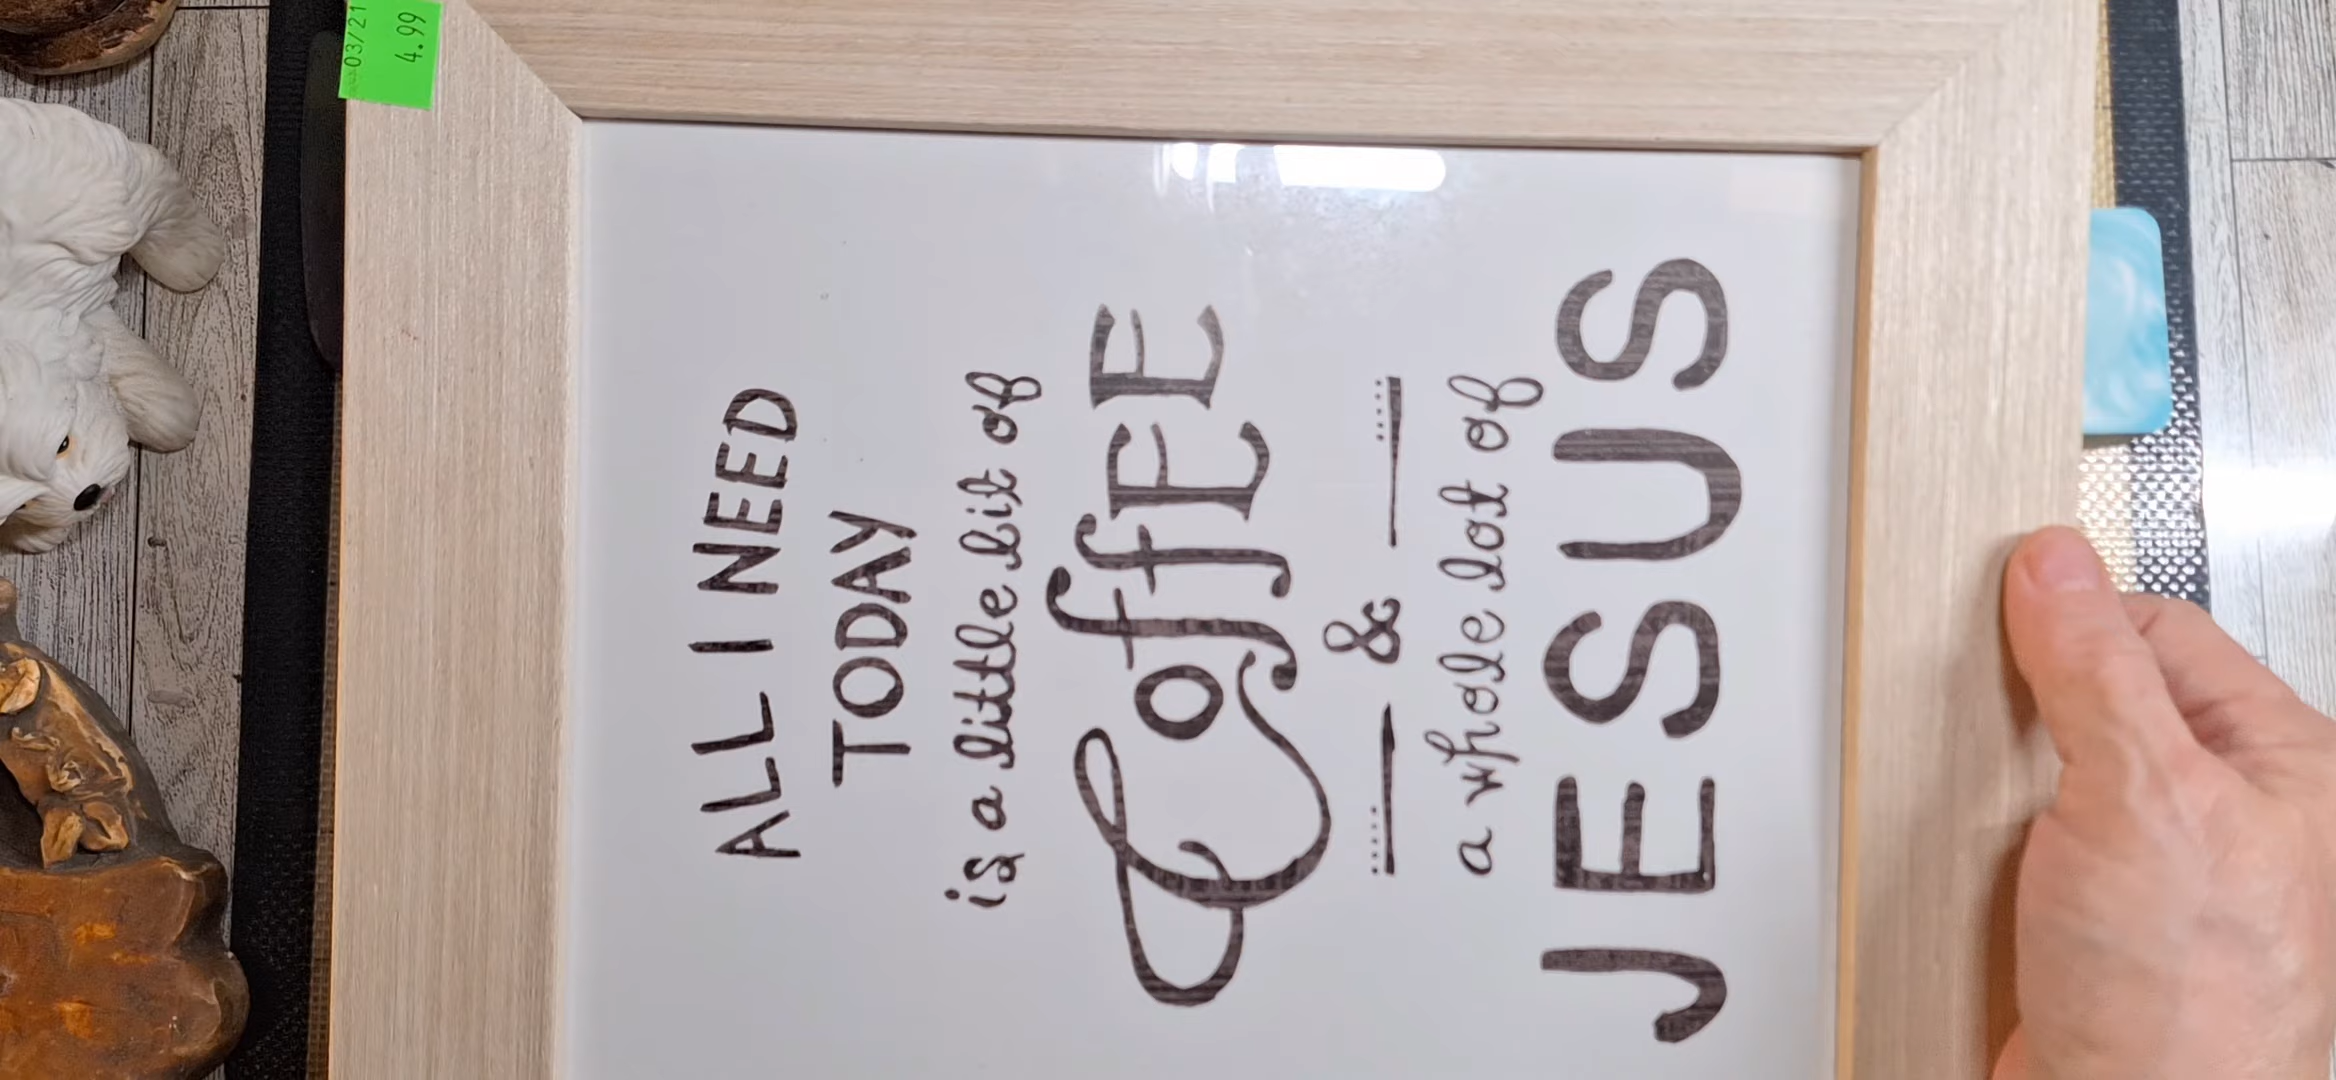 03/21
4.99
ALL I NEED
TODAY
is a little bit of
CoffEE
&
a whole lot of
JESUS